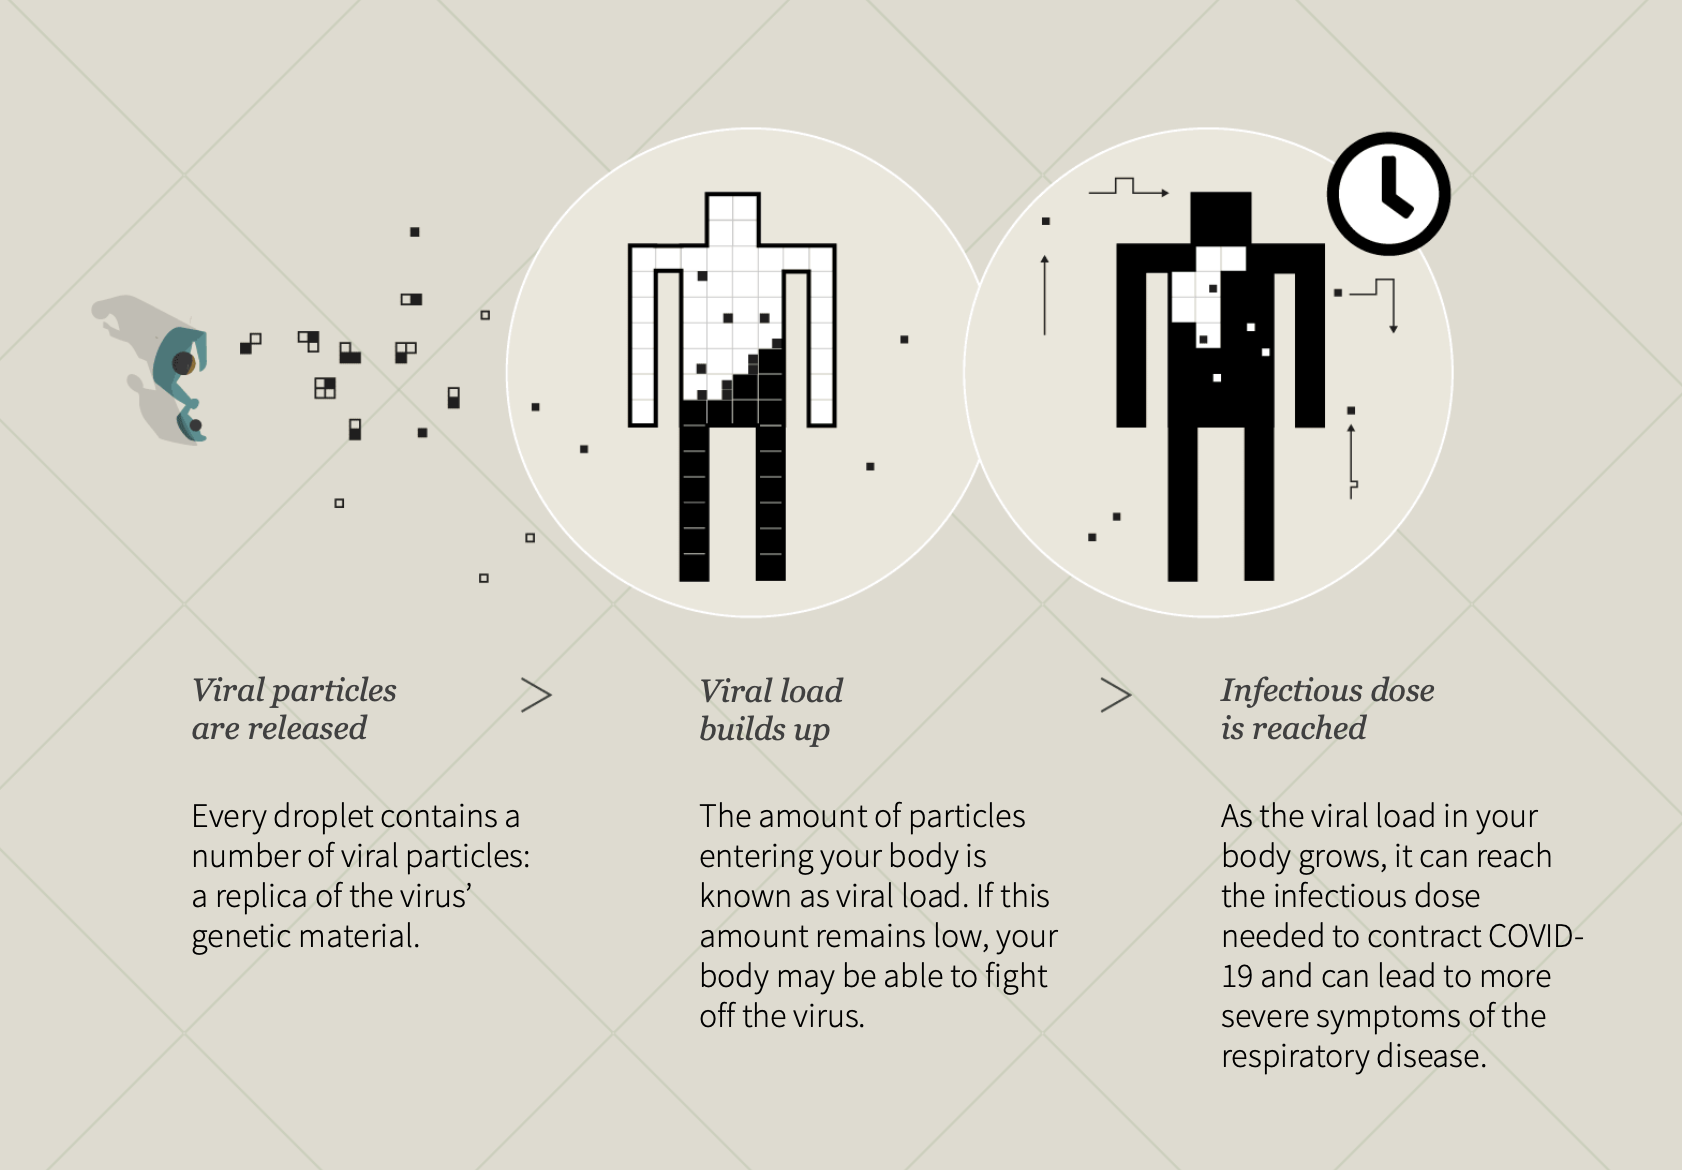 Viral particles
are released
>
Viral load
builds up
>
Infectious dose
is reached
Every droplet contains a
number of viral particles:
a replica of the virus’
genetic material.
The amount of particles
entering your body is
known as viral load. If this
amount remains low, your
body may be able to fight
off the virus.
As the viral load in your
body grows, it can reach
the infectious dose
needed to contract COVID-
19 and can lead to more
severe symptoms of the
respiratory disease.